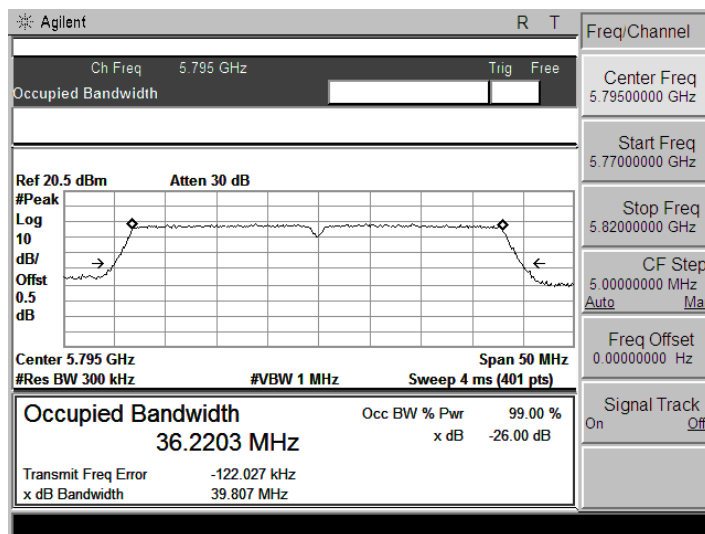 Agilent R T
Ch Freq 5.795 GHz Trig Free
Occupied Bandwidth
Ref 20.5 dBm Atten 30 dB
#Peak
Log
10
dB/
Offst
0.5
dB
Center 5.795 GHz Span 50 MHz
#Res BW 300 kHz #VBW 1 MHz Sweep 4 ms (401 pts)
Occupied Bandwidth Occ BW % Pwr 99.00 %
36.2203 MHz x dB -26.00 dB
Transmit Freq Error -122.027 kHz
x dB Bandwidth 39.807 MHz
Freq/Channel
Center Freq
5.79500000 GHz
Start Freq
5.77000000 GHz
Stop Freq
5.82000000 GHz
CF Step
5.00000000 MHz
Auto Ma
Freq Offset
0.00000000 Hz
Signal Track
On Off